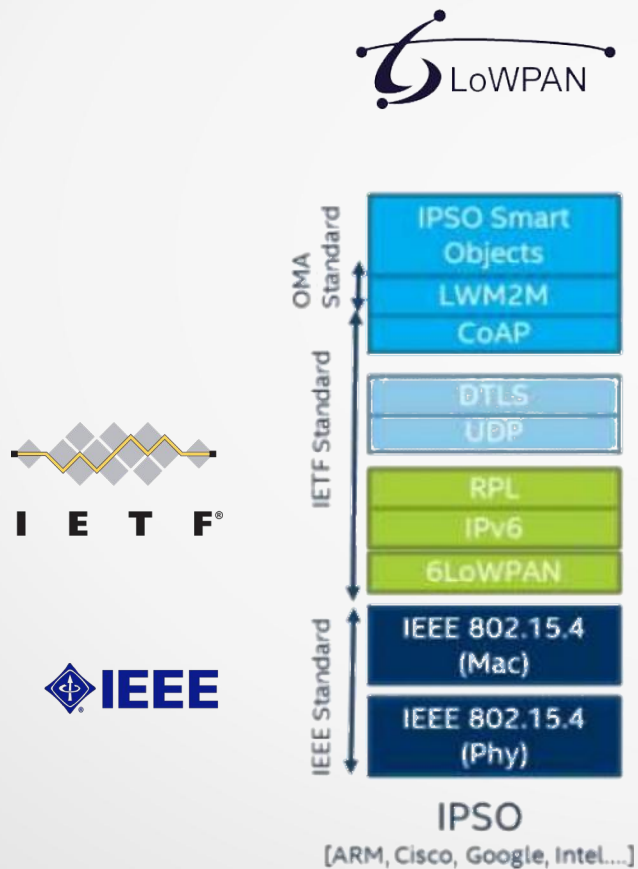 6LoWPAN
OMA
Standard
IPSO Smart
Objects
LWM2M
CoAP
IETF Standard
DTLS
UDP
RPL
IPv6
6LoWPAN
I E T F®
IEEE Standard
IEEE 802.15.4
(Mac)
IEEE 802.15.4
(Phy)
IEEE®
IPSO
[ARM, Cisco, Google, Intel....]